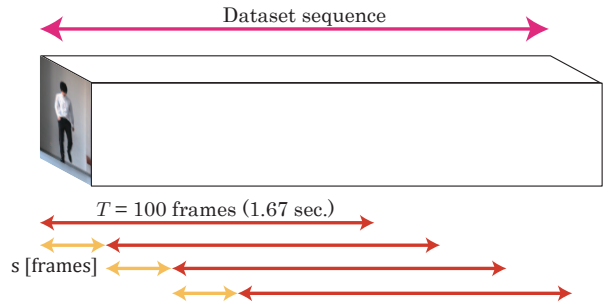 Dataset sequence
T = 100 frames (1.67 sec.)
s [frames]